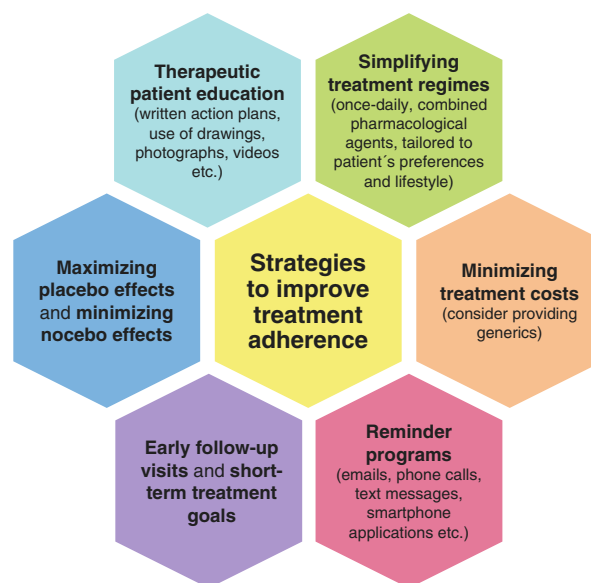 Therapeutic
patient education
(written action plans,
use of drawings,
photographs, videos
etc.)
Simplifying
treatment regimes
(once-daily, combined
pharmacological
agents, tailored to
patient´s preferences
and lifestyle)
Maximizing
placebo effects
and minimizing
nocebo effects
Strategies
to improve
treatment
adherence
Minimizing
treatment costs
(consider providing
generics)
Early follow-up
visits and short-
term treatment
goals
Reminder
programs
(emails, phone calls,
text messages,
smartphone
applications etc.)